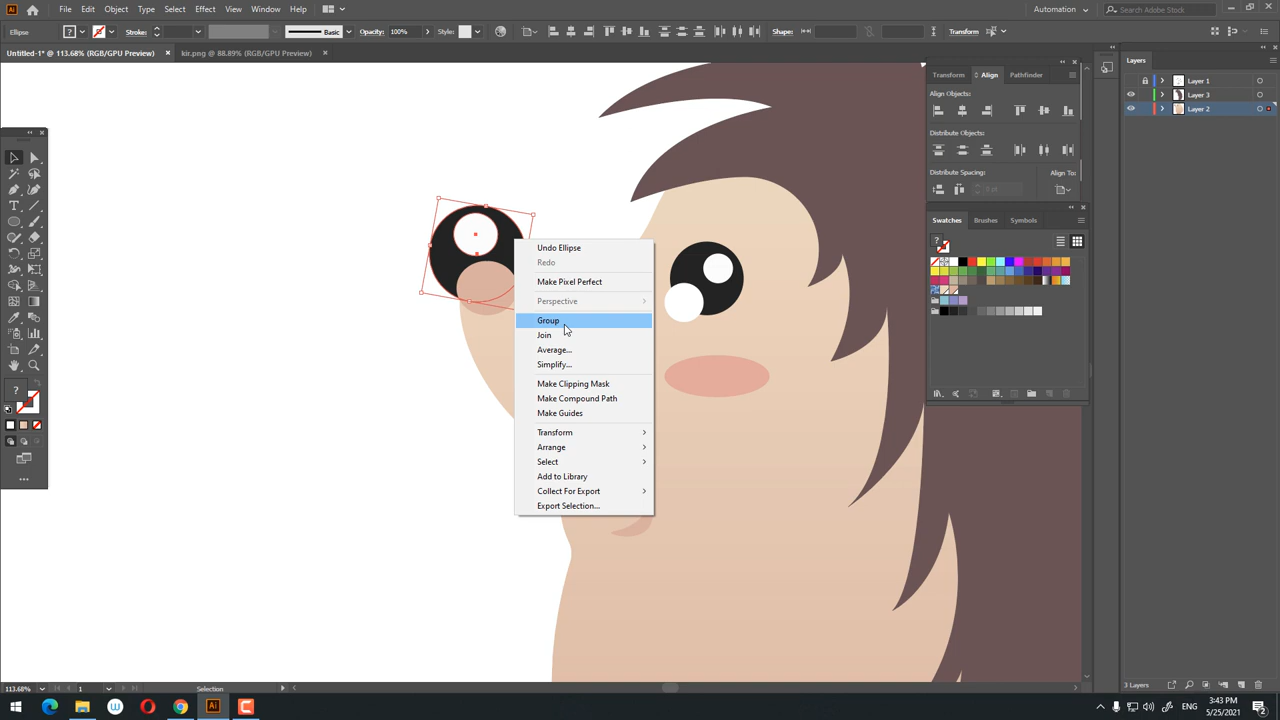 File Edit Object Type Select Effect View Window Help
Automation
Search Adobe Stock
Ellipse
Stroke:
Basic
Opacity: 100%
Style:
Shape:
Transform
Untitled-1* @ 113.68% (RGB/GPU Preview) ×
kir.png @ 88.89% (RGB/GPU Preview) ×
Layers
Transform Align Pathfinder
Layer 1
Layer 3
Layer 2
Align Objects:
Distribute Objects:
Distribute Spacing:
Align To:
Swatches Brushes Symbols
Undo Ellipse
Redo
Make Pixel Perfect
Perspective
Group
Join
Average...
Simplify...
Make Clipping Mask
Make Compound Path
Make Guides
Transform
Arrange
Select
Add to Library
Collect For Export
Export Selection...
113.68%
1
Selection
3 Layers
3:43 PM
5/25/2021